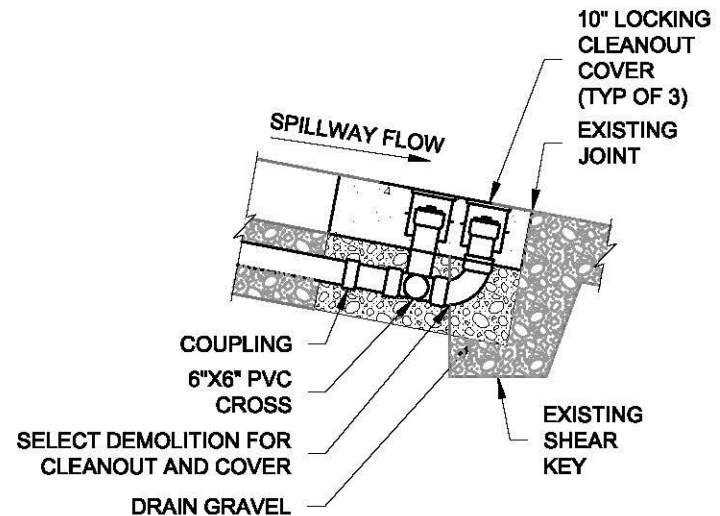 10" LOCKING
CLEANOUT
COVER
(TYP OF 3)
EXISTING
JOINT
SPILLWAY FLOW
4
COUPLING
6"X6" PVC
CROSS
SELECT DEMOLITION FOR
CLEANOUT AND COVER
DRAIN GRAVEL
EXISTING
SHEAR
KEY